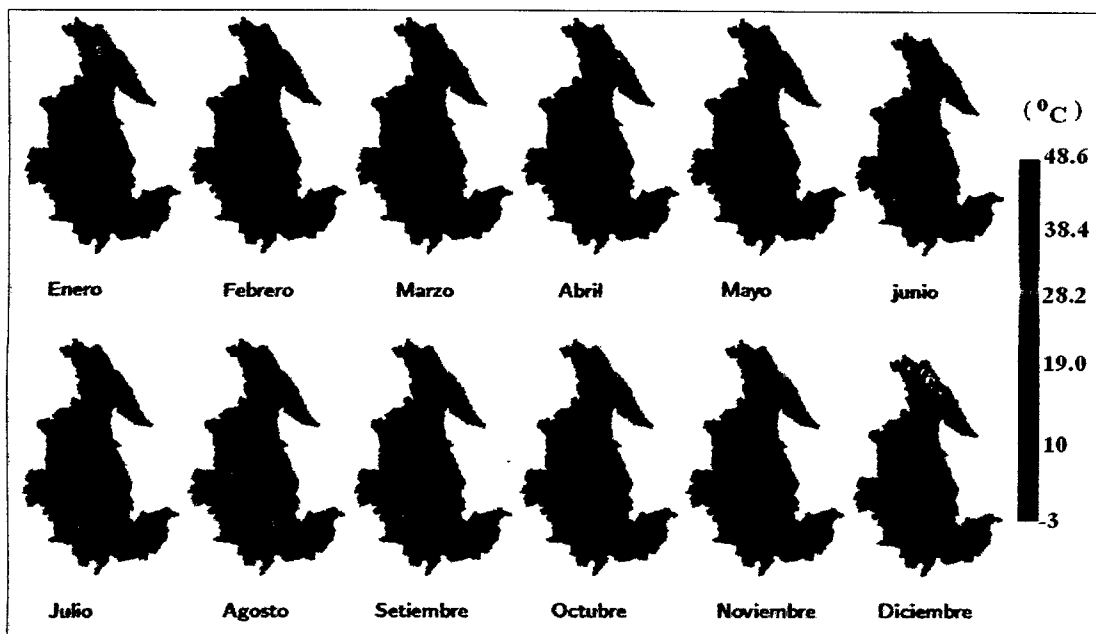 (⁰C)
48.6
38.4
28.2
19.0
10
-3
Enero Febrero Marzo Abril Mayo junio
Julio Agosto Setiembre Octubre Noviembre Diciembre